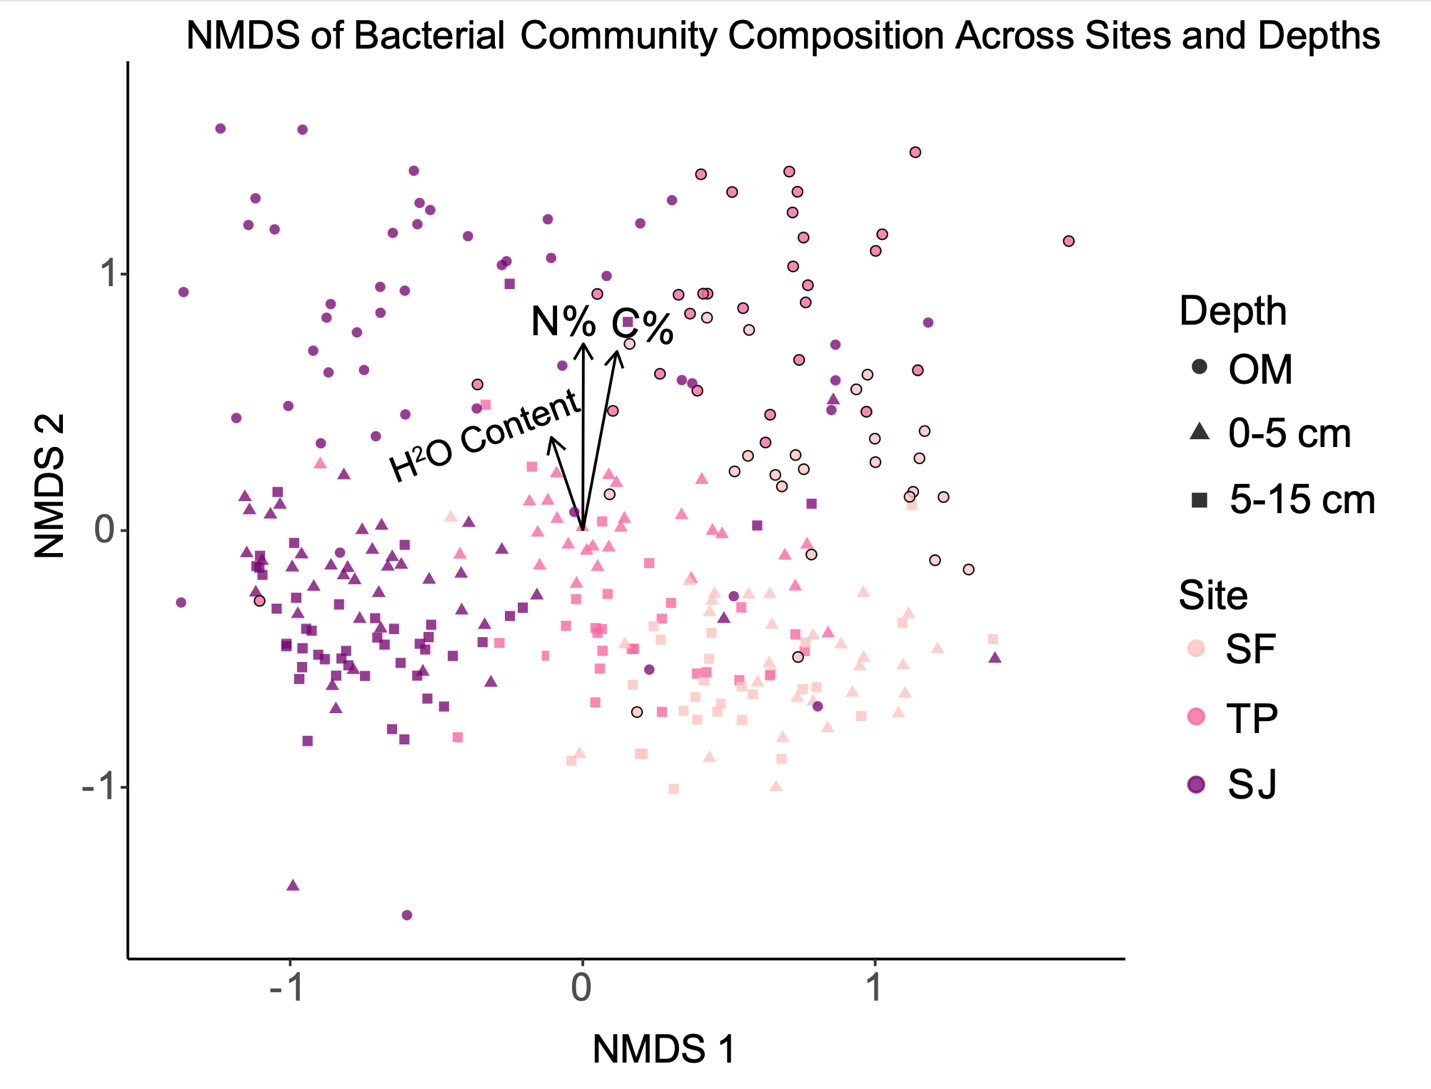 NMDS of Bacterial Community Composition Across Sites and Depths
NMDS 2
1
0
-1
N% C%
H²O Content
-1 0 1
NMDS 1
Depth
OM
0-5 cm
5-15 cm
Site
SF
TP
SJ